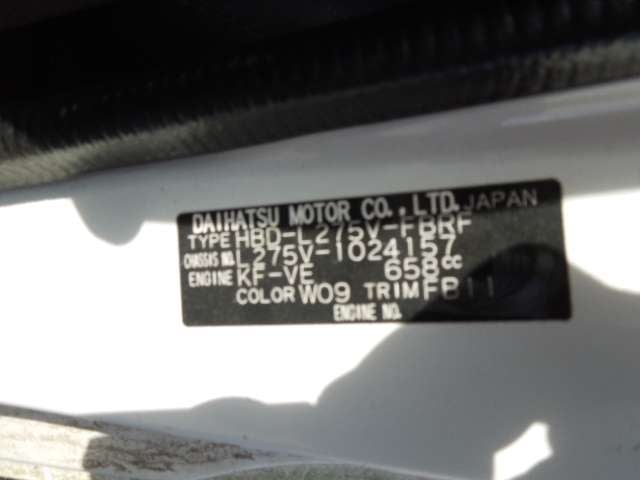 DAIHATSU MOTOR CO., LTD. JAPAN
TYPE HBD-L275V-FBRF
CHASSIS NO. L275V-1024157
ENGINE KF-VE 658cc
COLOR W09 TRIM FB11
ENGINE NO.